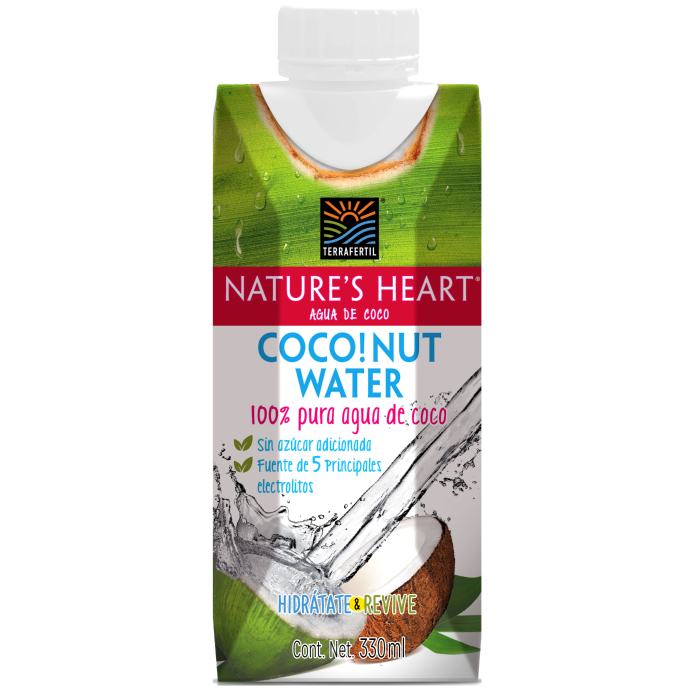 TERRAFERTIL®
NATURE'S HEART®
AGUA DE COCO
COCO!NUT
WATER
100% pura agua de coco
Sin azúcar adicionada
Fuente de 5 Principales
electrolitos
HIDRÁTATE & REVIVE
Cont. Net. 330ml